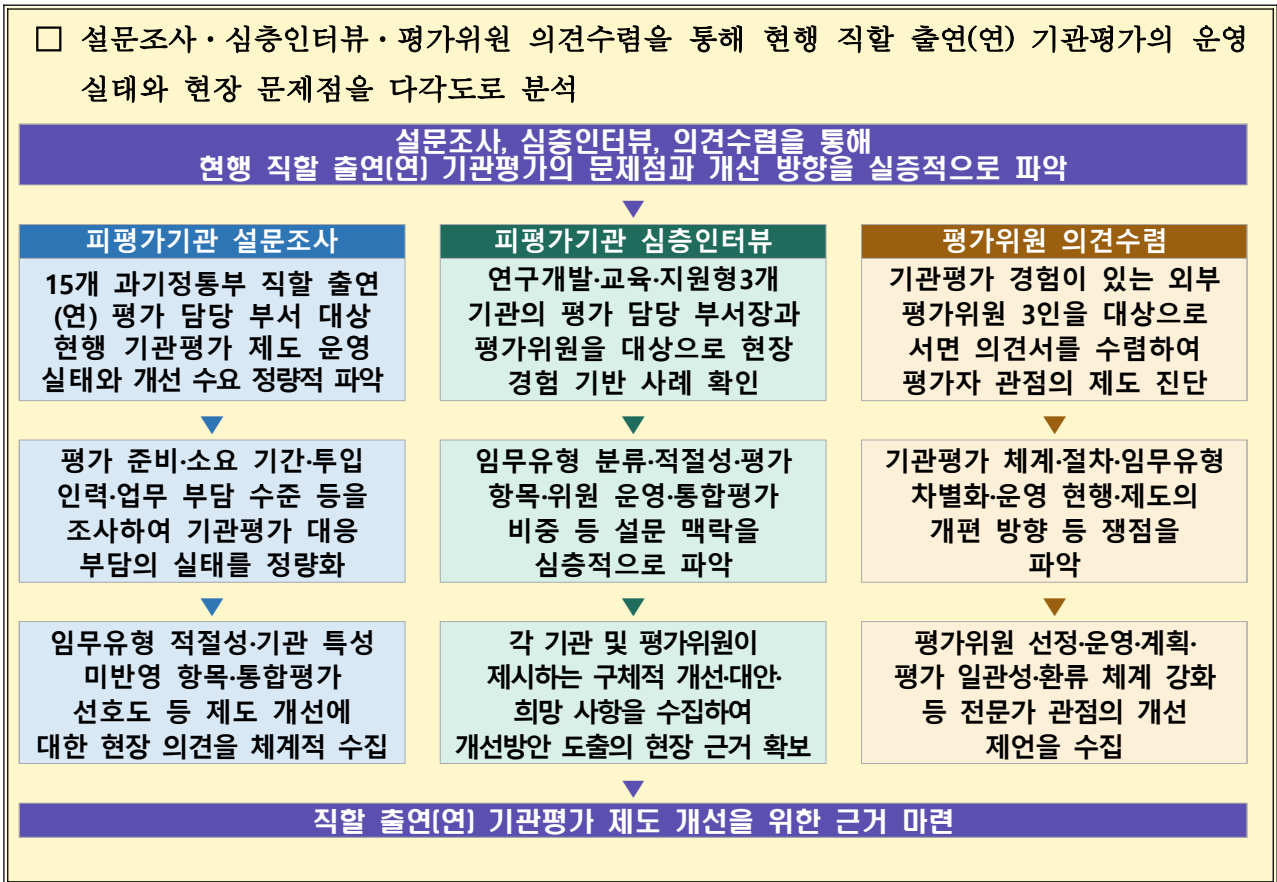 □ 설문조사·심층인터뷰·평가위원 의견수렴을 통해 현행 직할 출연(연) 기관평가의 운영
실태와 현장 문제점을 다각도로 분석
설문조사, 심층인터뷰, 의견수렴을 통해
현행 직할 출연(연) 기관평가의 문제점과 개선 방향을 실증적으로 파악
피평가기관 설문조사
15개 과기정통부 직할 출연
(연) 평가 담당 부서 대상
현행 기관평가 제도 운영
실태와 개선 수요 정량적 파악
평가 준비·소요 기간·투입
인력·업무 부담 수준 등을
조사하여 기관평가 대응
부담의 실태를 정량화
임무유형 적절성·기관 특성
미반영 항목·통합평가
선호도 등 제도 개선에
대한 현장 의견을 체계적 수집
피평가기관 심층인터뷰
연구개발·교육·지원형3개
기관의 평가 담당 부서장과
평가위원을 대상으로 현장
경험 기반 사례 확인
임무유형 분류·적절성·평가
항목·위원 운영·통합평가
비중 등 설문 맥락을
심층적으로 파악
각 기관 및 평가위원이
제시하는 구체적 개선·대안·
희망 사항을 수집하여
개선방안 도출의 현장 근거 확보
평가위원 의견수렴
기관평가 경험이 있는 외부
평가위원 3인을 대상으로
서면 의견서를 수렴하여
평가자 관점의 제도 진단
기관평가 체계·절차·임무유형
차별화·운영 현행·제도의
개편 방향 등 쟁점을
파악
평가위원 선정·운영·계획·
평가 일관성·환류 체계 강화
등 전문가 관점의 개선
제언을 수집
직할 출연(연) 기관평가 제도 개선을 위한 근거 마련